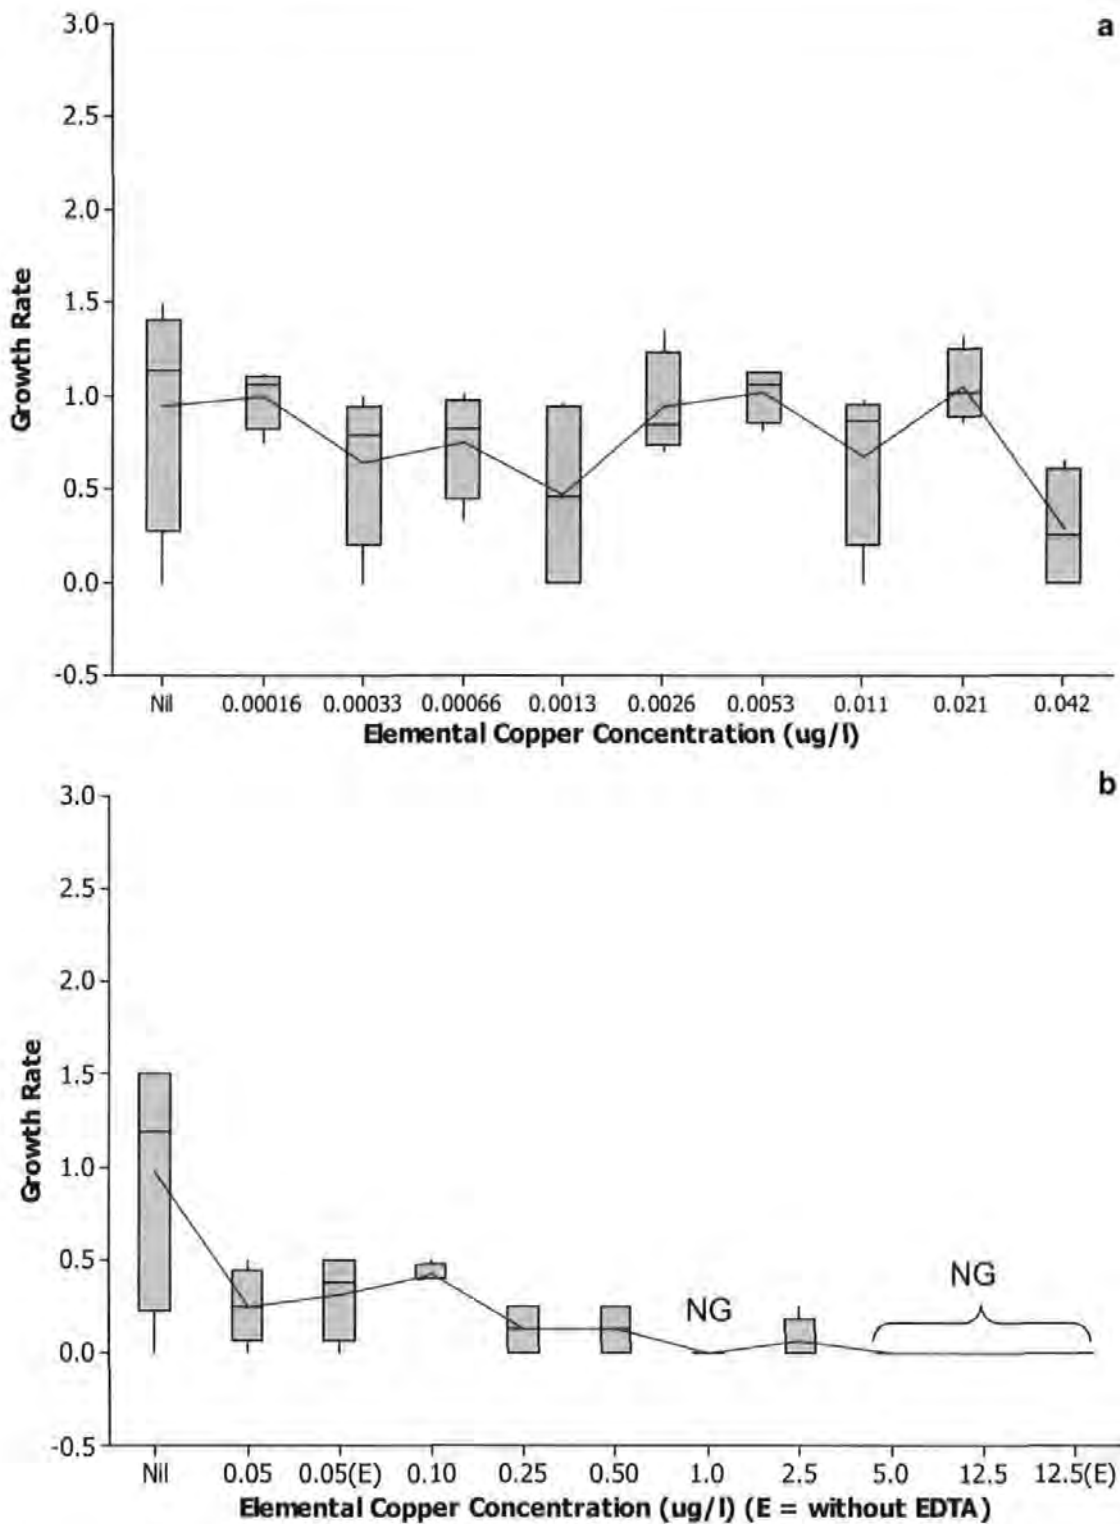 a
3.0
2.5
2.0
1.5
1.0
0.5
0.0
-0.5
Growth Rate
Nil 0.00016 0.00033 0.00066 0.0013 0.0026 0.0053 0.011 0.021 0.042
Elemental Copper Concentration (ug/l)
b
3.0
2.5
2.0
1.5
1.0
0.5
0.0
-0.5
Growth Rate
NG
NG
Nil 0.05 0.05(E) 0.10 0.25 0.50 1.0 2.5 5.0 12.5 12.5(E)
Elemental Copper Concentration (ug/l) (E = without EDTA)